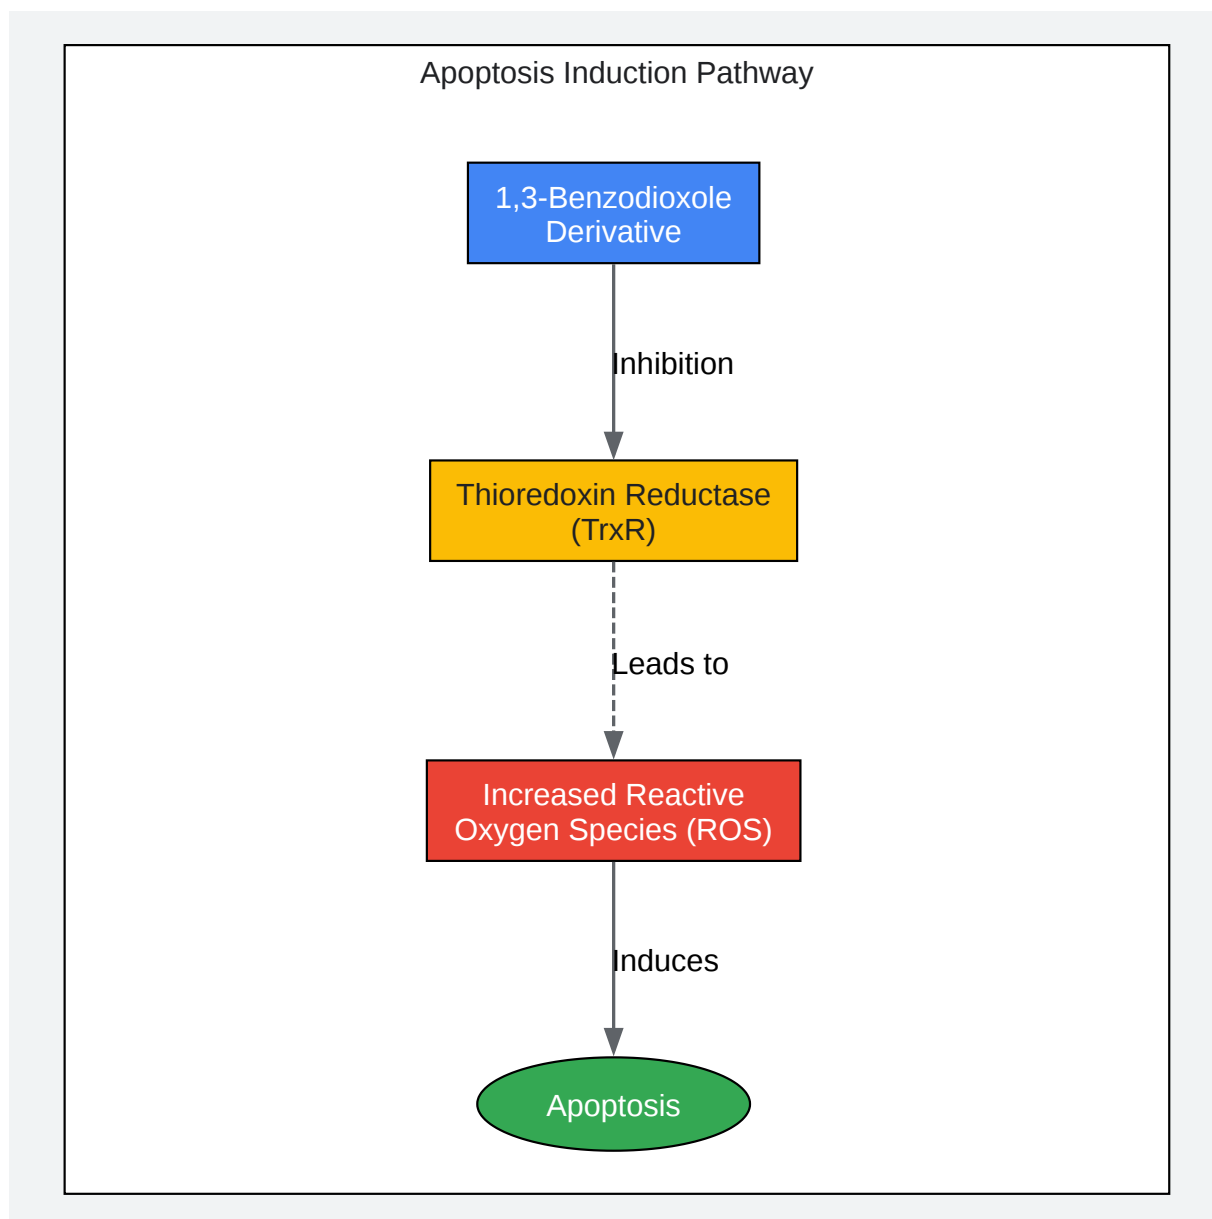 Apoptosis Induction Pathway
1,3-Benzodioxole
Derivative
Inhibition
Thioredoxin Reductase
(TrxR)
Leads to
Increased Reactive
Oxygen Species (ROS)
Induces
Apoptosis